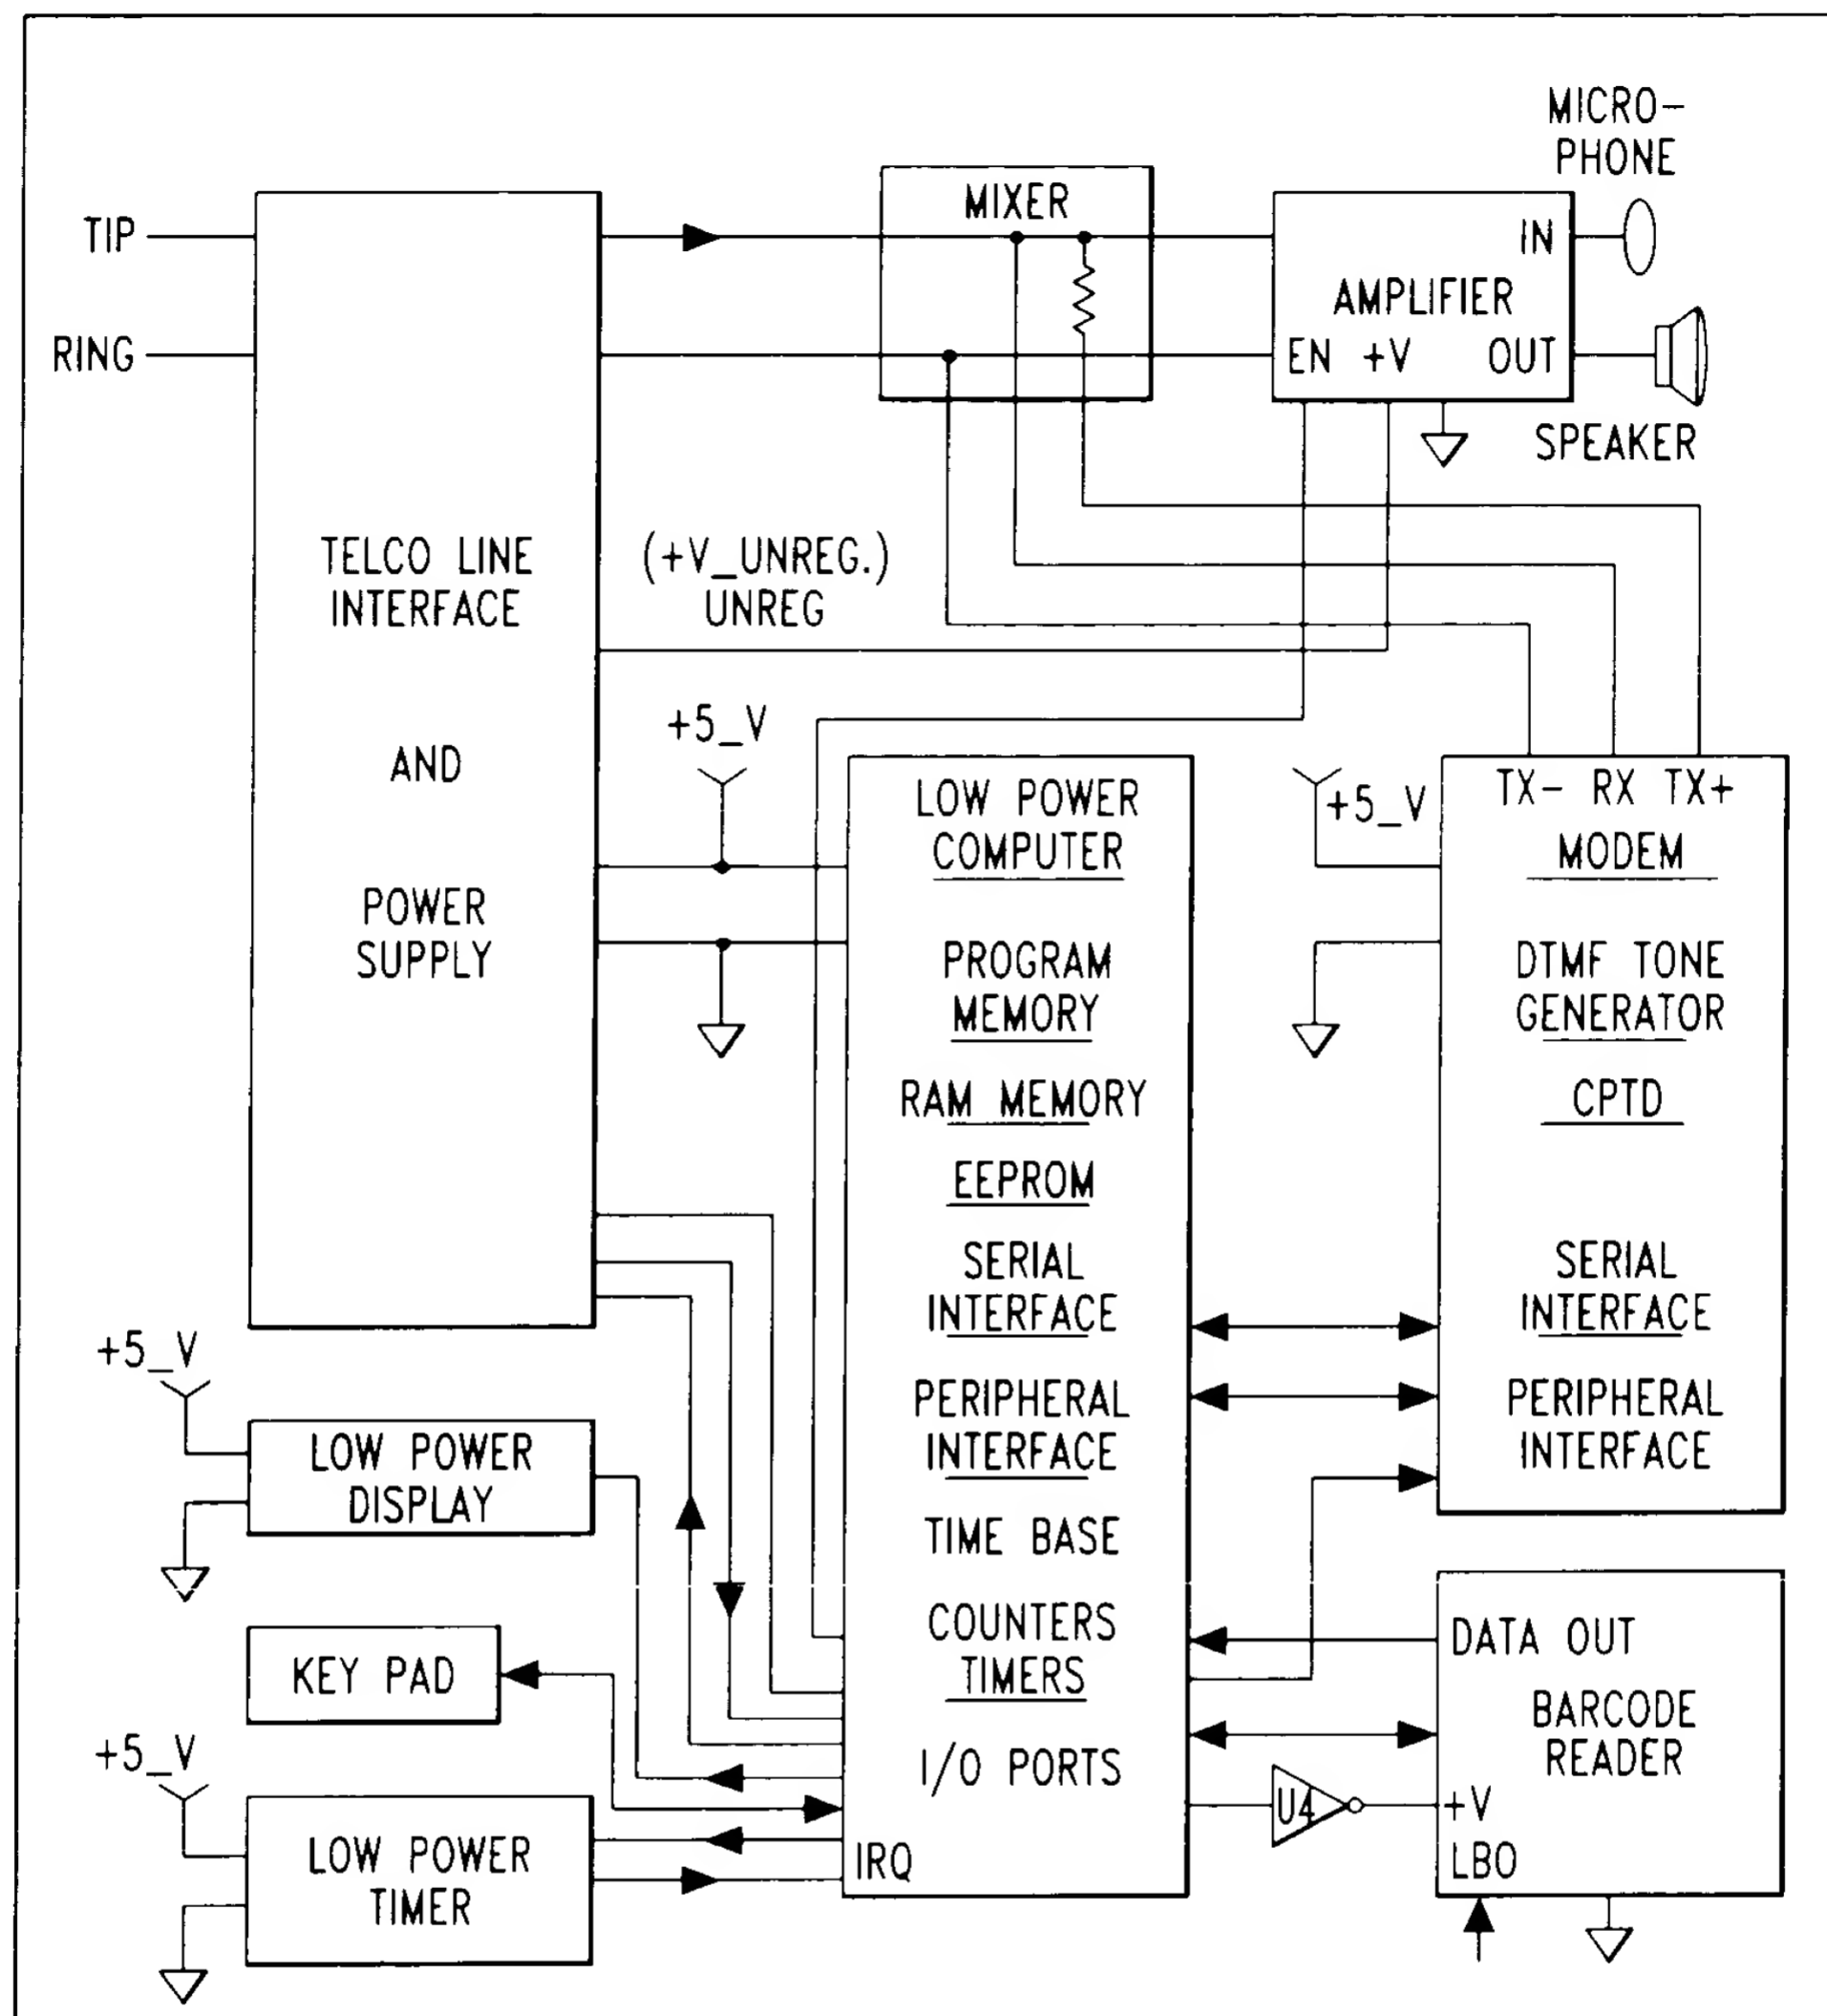 MICRO-
PHONE
TIP
RING
MIXER
IN
AMPLIFIER
EN +V OUT
SPEAKER
TELCO LINE
INTERFACE
AND
POWER
SUPPLY
(+V_UNREG.)
UNREG
+5_V
LOW POWER
COMPUTER
PROGRAM
MEMORY
RAM MEMORY
EEPROM
SERIAL
INTERFACE
PERIPHERAL
INTERFACE
TIME BASE
COUNTERS
TIMERS
I/O PORTS
IRQ
+5_V
TX- RX TX+
MODEM
DTMF TONE
GENERATOR
CPTD
SERIAL
INTERFACE
PERIPHERAL
INTERFACE
+5_V
LOW POWER
DISPLAY
KEY PAD
+5_V
LOW POWER
TIMER
DATA OUT
BARCODE
READER
U4
+V
LBO